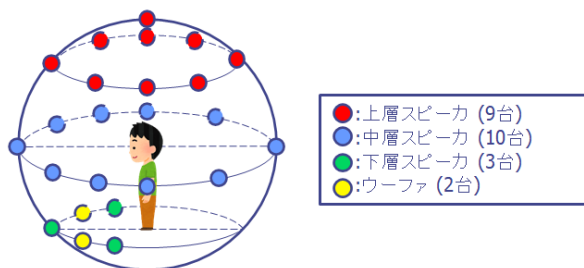 :上層スピーカ (9台)
:中層スピーカ (10台)
:下層スピーカ (3台)
:ウーファ (2台)